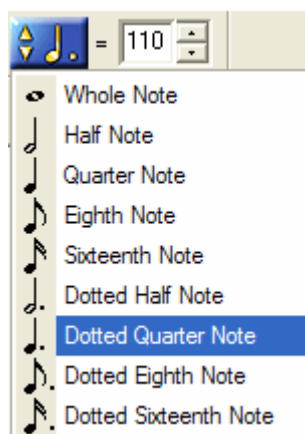 = 110
Whole Note
Half Note
Quarter Note
Eighth Note
Sixteenth Note
Dotted Half Note
Dotted Quarter Note
Dotted Eighth Note
Dotted Sixteenth Note